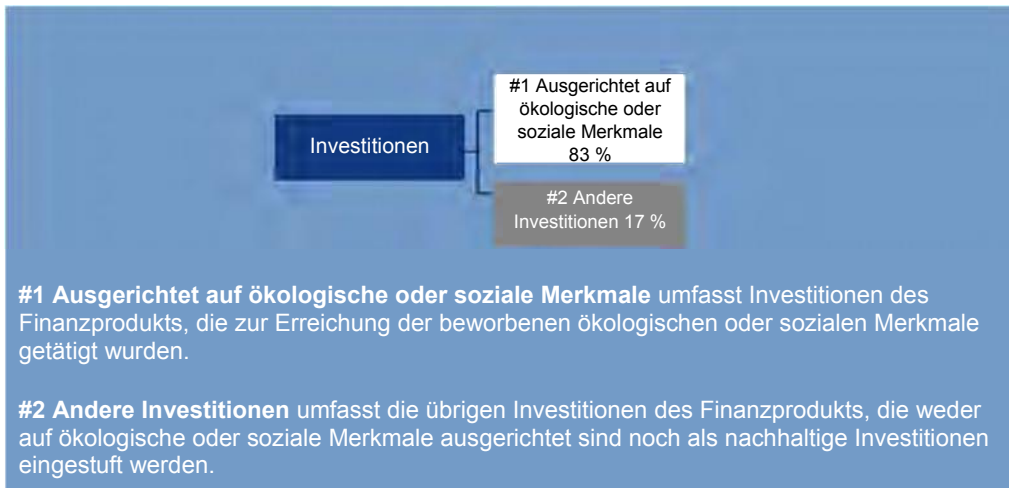 #1 Ausgerichtet auf
ökologische oder
soziale Merkmale
83 %
Investitionen
#2 Andere
Investitionen 17 %
#1 Ausgerichtet auf ökologische oder soziale Merkmale umfasst Investitionen des
Finanzprodukts, die zur Erreichung der beworbenen ökologischen oder sozialen Merkmale
getätigt wurden.
#2 Andere Investitionen umfasst die übrigen Investitionen des Finanzprodukts, die weder
auf ökologische oder soziale Merkmale ausgerichtet sind noch als nachhaltige Investitionen
eingestuft werden.